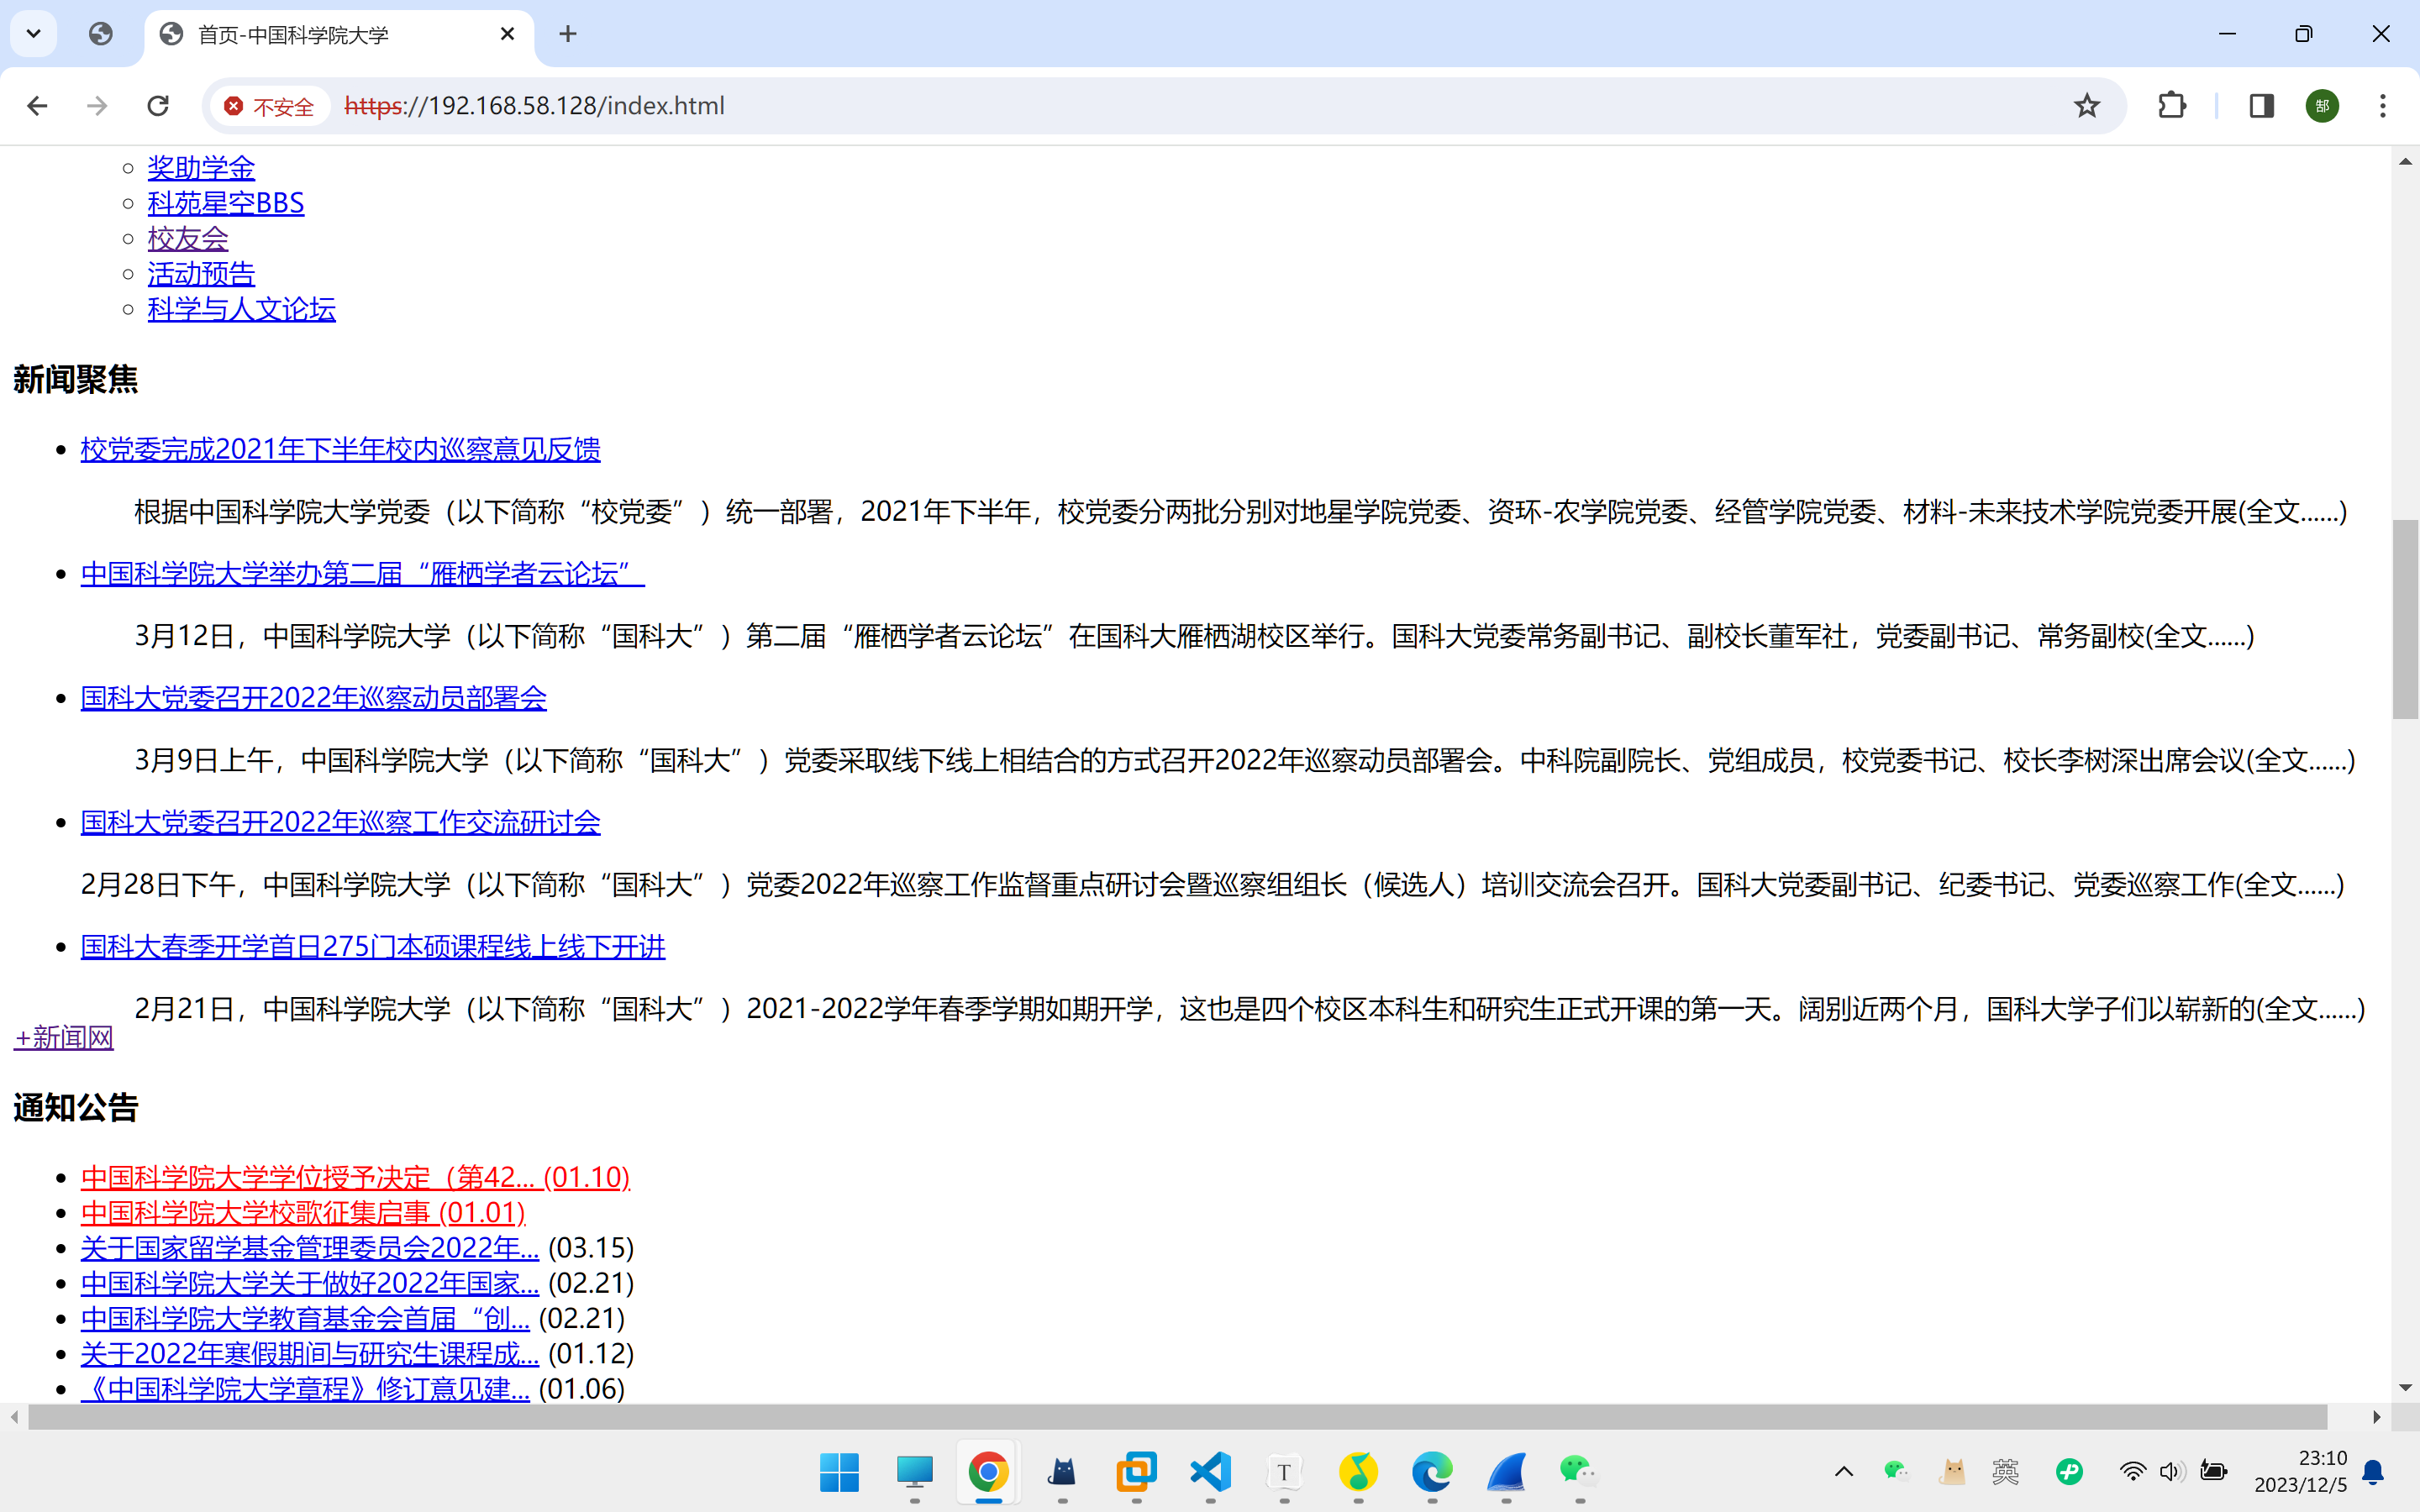 首页-中国科学院大学
不安全 https://192.168.58.128/index.html
郜
奖助学金
科苑星空BBS
校友会
活动预告
科学与人文论坛
新闻聚焦
校党委完成2021年下半年校内巡察意见反馈
根据中国科学院大学党委（以下简称“校党委”）统一部署，2021年下半年，校党委分两批分别对地星学院党委、资环-农学院党委、经管学院党委、材料-未来技术学院党委开展(全文......)
中国科学院大学举办第二届“雁栖学者云论坛”
3月12日，中国科学院大学（以下简称“国科大”）第二届“雁栖学者云论坛”在国科大雁栖湖校区举行。国科大党委常务副书记、副校长董军社，党委副书记、常务副校(全文......)
国科大党委召开2022年巡察动员部署会
3月9日上午，中国科学院大学（以下简称“国科大”）党委采取线下线上相结合的方式召开2022年巡察动员部署会。中科院副院长、党组成员，校党委书记、校长李树深出席会议(全文......)
国科大党委召开2022年巡察工作交流研讨会
2月28日下午，中国科学院大学（以下简称“国科大”）党委2022年巡察工作监督重点研讨会暨巡察组组长（候选人）培训交流会召开。国科大党委副书记、纪委书记、党委巡察工作(全文......)
国科大春季开学首日275门本硕课程线上线下开讲
2月21日，中国科学院大学（以下简称“国科大”）2021-2022学年春季学期如期开学，这也是四个校区本科生和研究生正式开课的第一天。阔别近两个月，国科大学子们以崭新的(全文......)
+新闻网
通知公告
中国科学院大学学位授予决定（第42... (01.10)
中国科学院大学校歌征集启事 (01.01)
关于国家留学基金管理委员会2022年... (03.15)
中国科学院大学关于做好2022年国家... (02.21)
中国科学院大学教育基金会首届“创... (02.21)
关于2022年寒假期间与研究生课程成... (01.12)
《中国科学院大学章程》修订意见建... (01.06)
T
英
23:10
2023/12/5